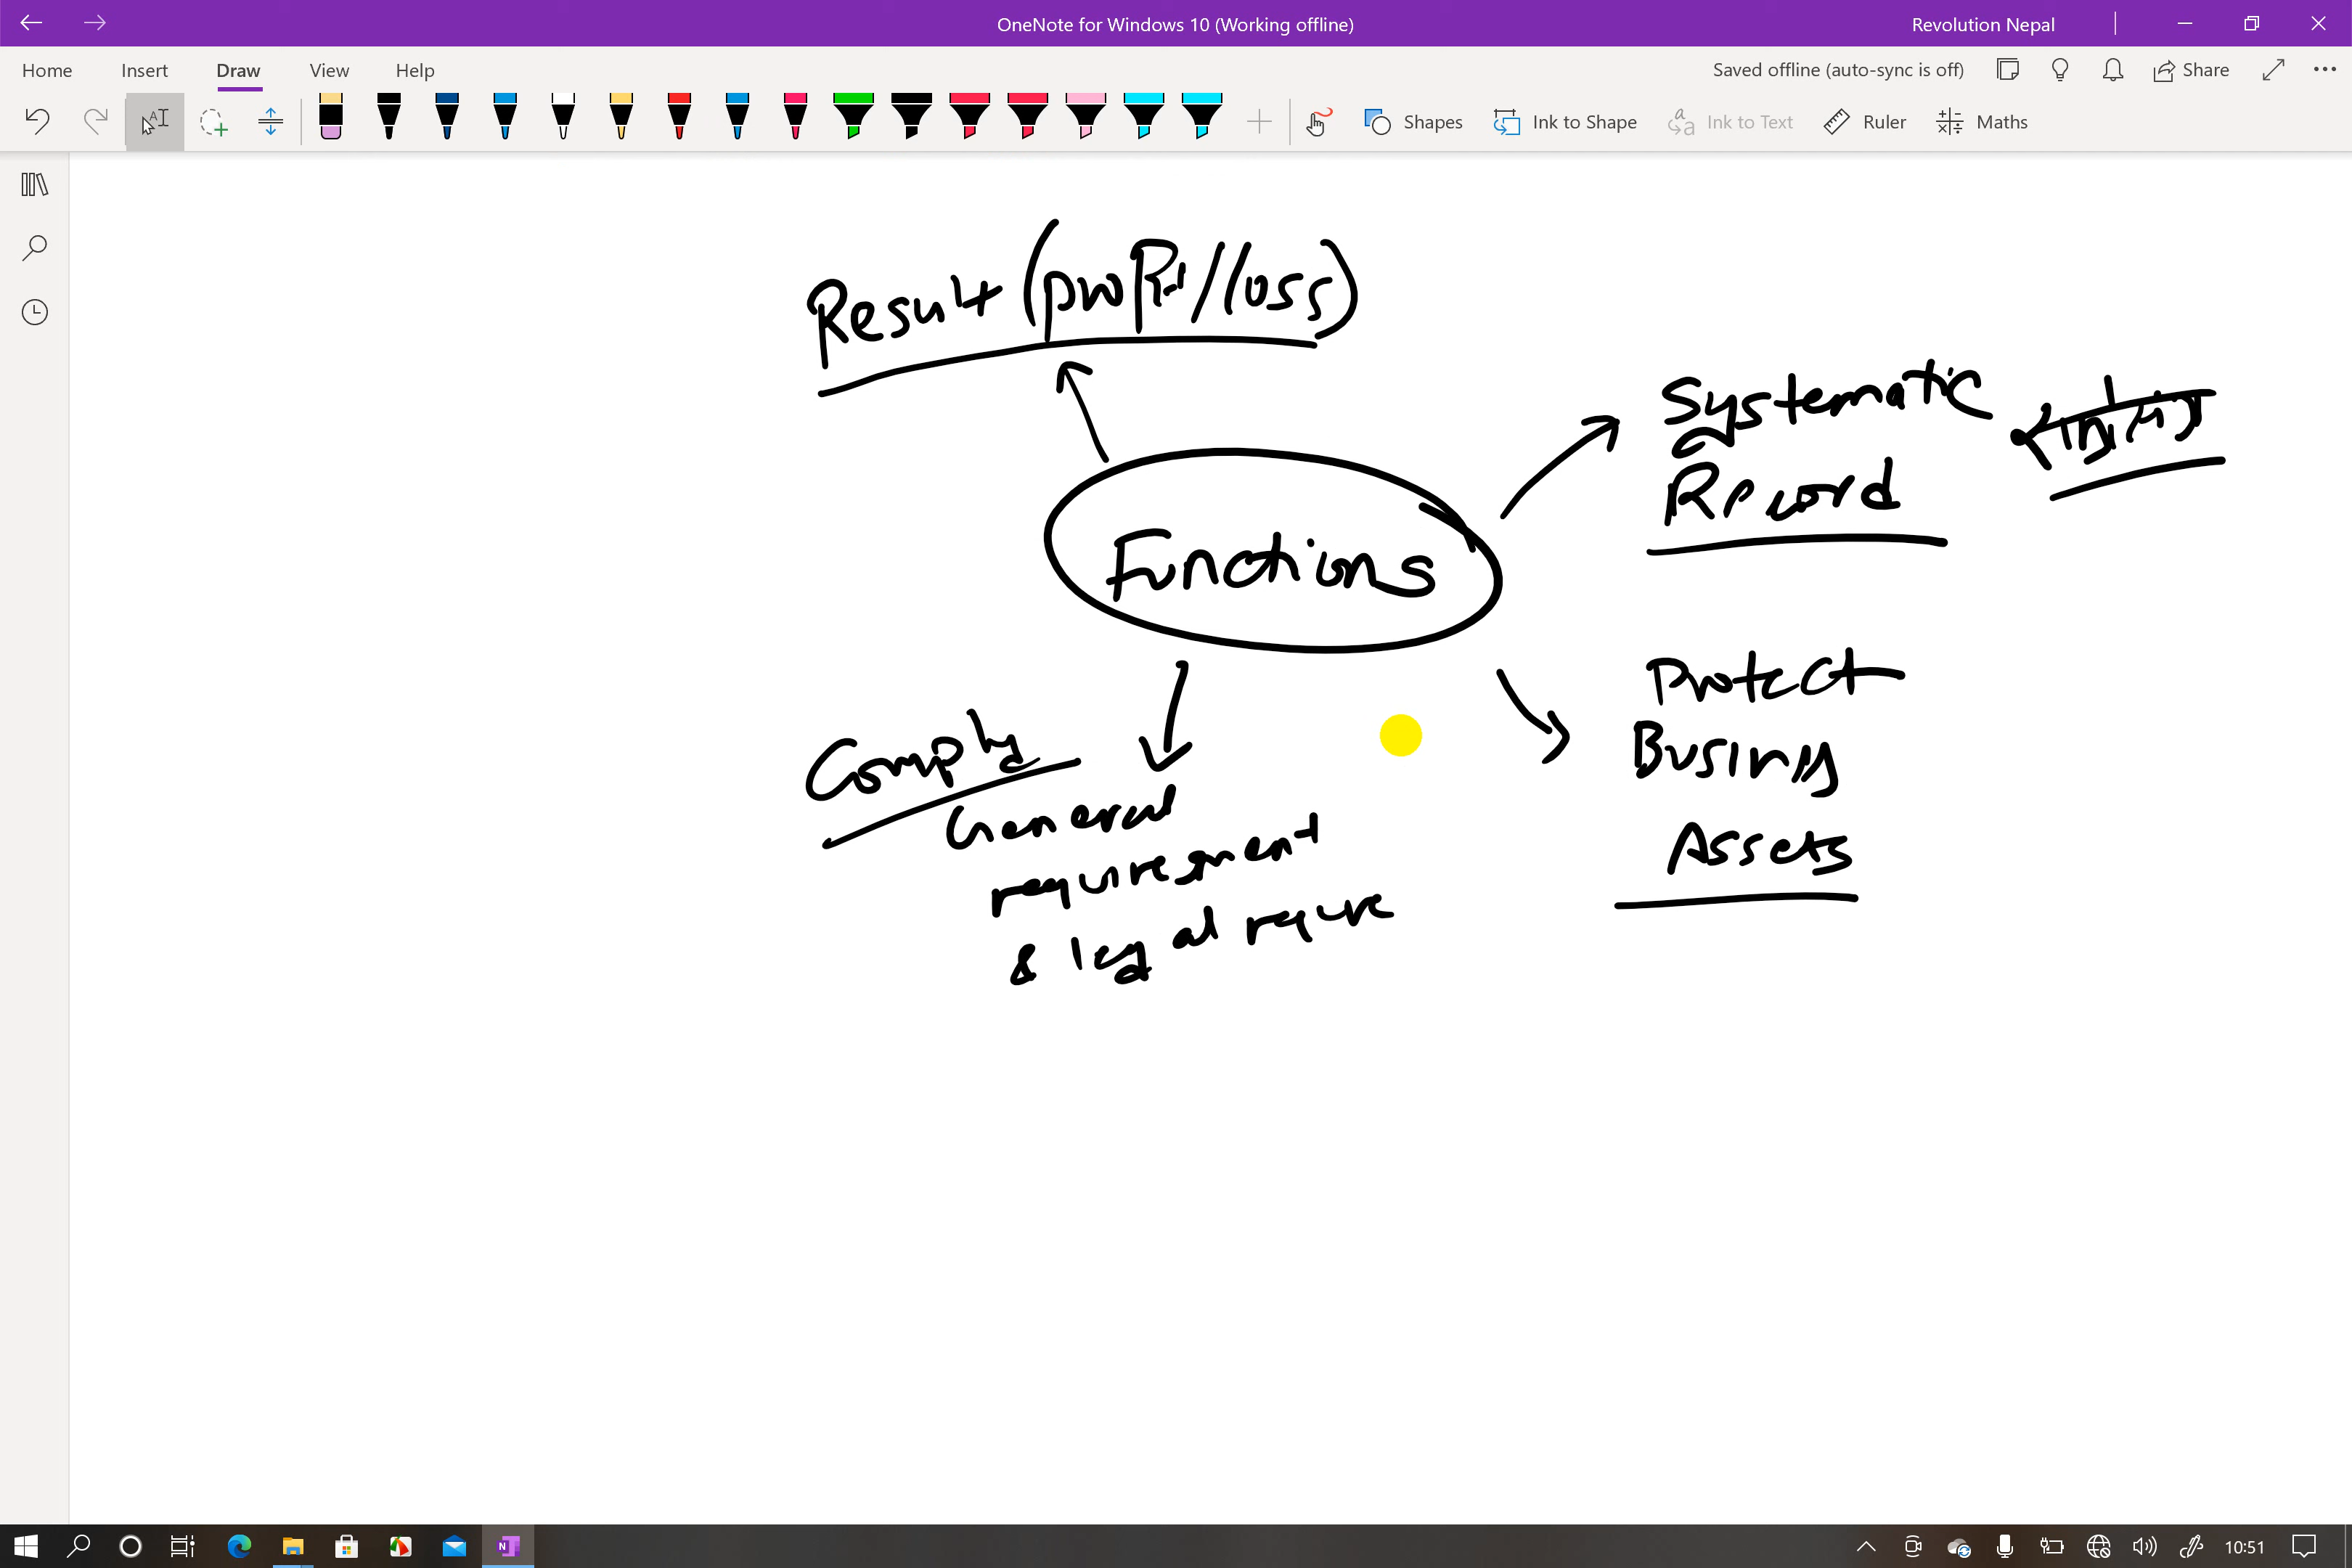 OneNote for Windows 10 (Working offline)
Revolution Nepal
Home Insert Draw View Help
Saved offline (auto-sync is off) Share
Shapes Ink to Shape Ink to Text Ruler Maths
Result (profit/loss)
Systematic
Record
Functions
Protect
Assets
Comply
General
requirement
& legal require
10:51